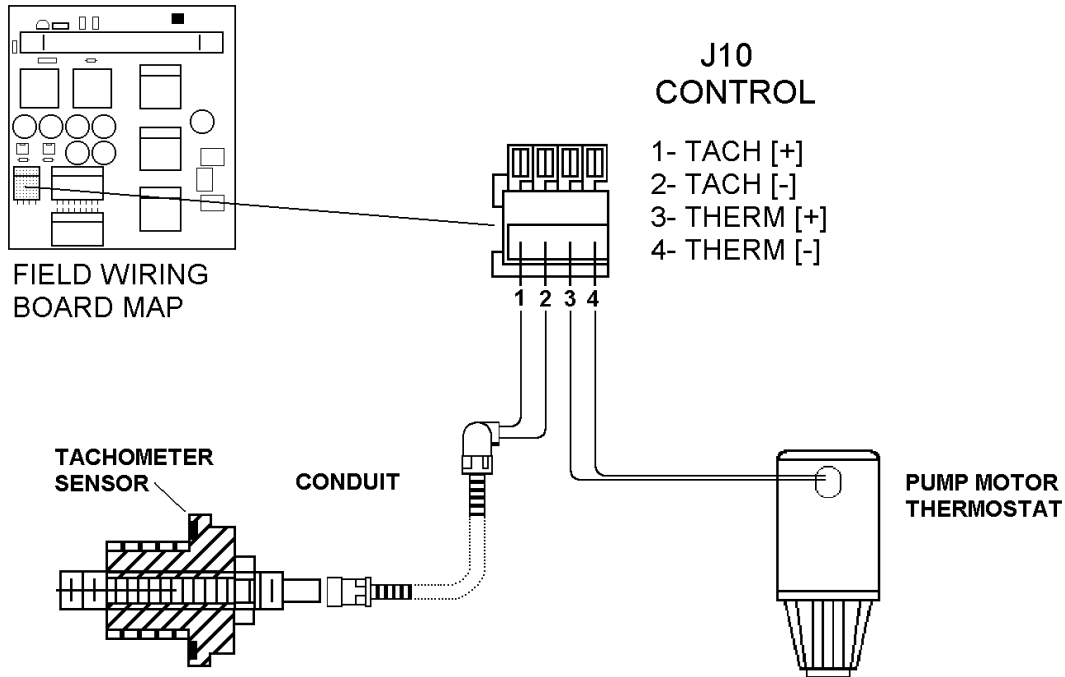 J10
CONTROL
1- TACH [+]
2- TACH [-]
3- THERM [+]
4- THERM [-]
FIELD WIRING
BOARD MAP
1 2 3 4
TACHOMETER
SENSOR
CONDUIT
PUMP MOTOR
THERMOSTAT